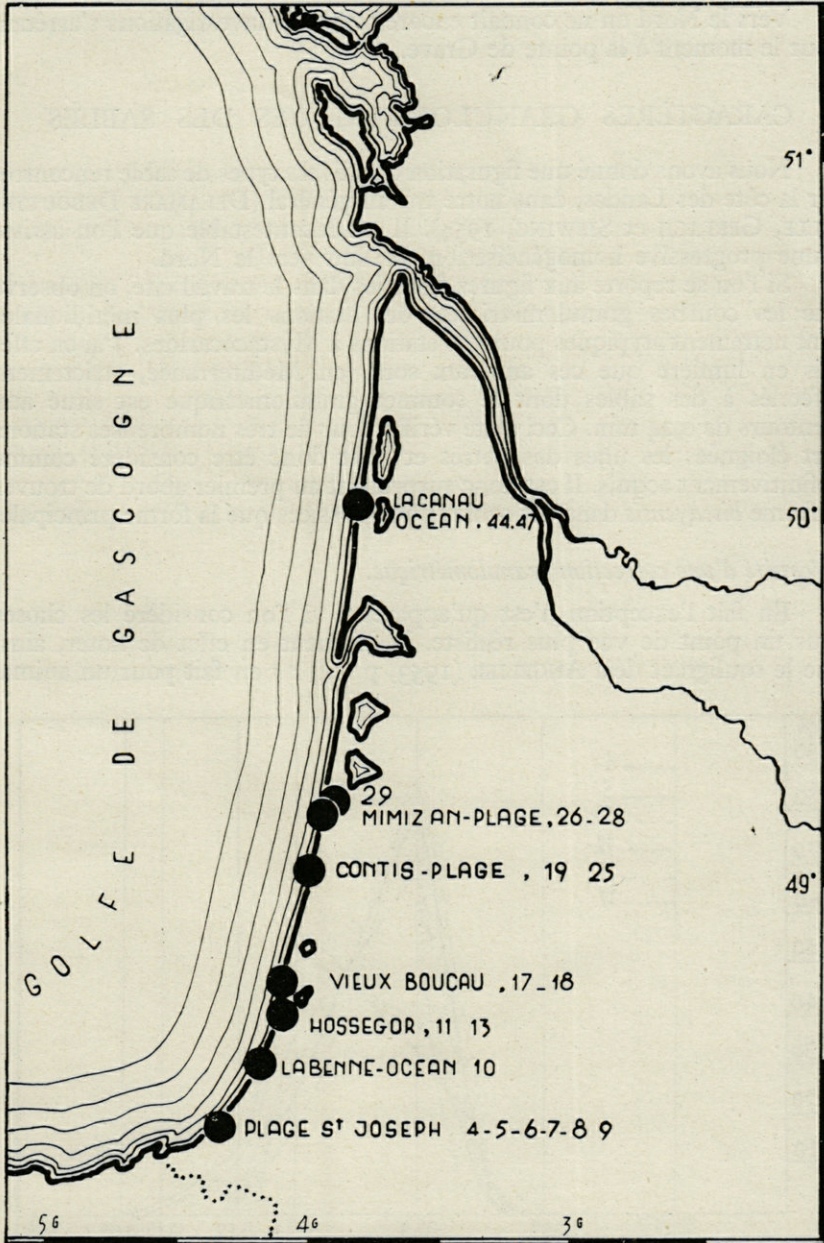 51°
GOLFE DE GASCOGNE
LACANAU
OCEAN. 44.47
50°
29
MIMIZAN-PLAGE, 26-28
CONTIS-PLAGE, 19 25
49°
VIEUX BOUCAU, 17-18
HOSSEGOR, 11 13
LABENNE-OCEAN 10
PLAGE Sᵗ JOSEPH 4-5-6-7-8 9
5ᴳ 4ᴳ 3ᴳ